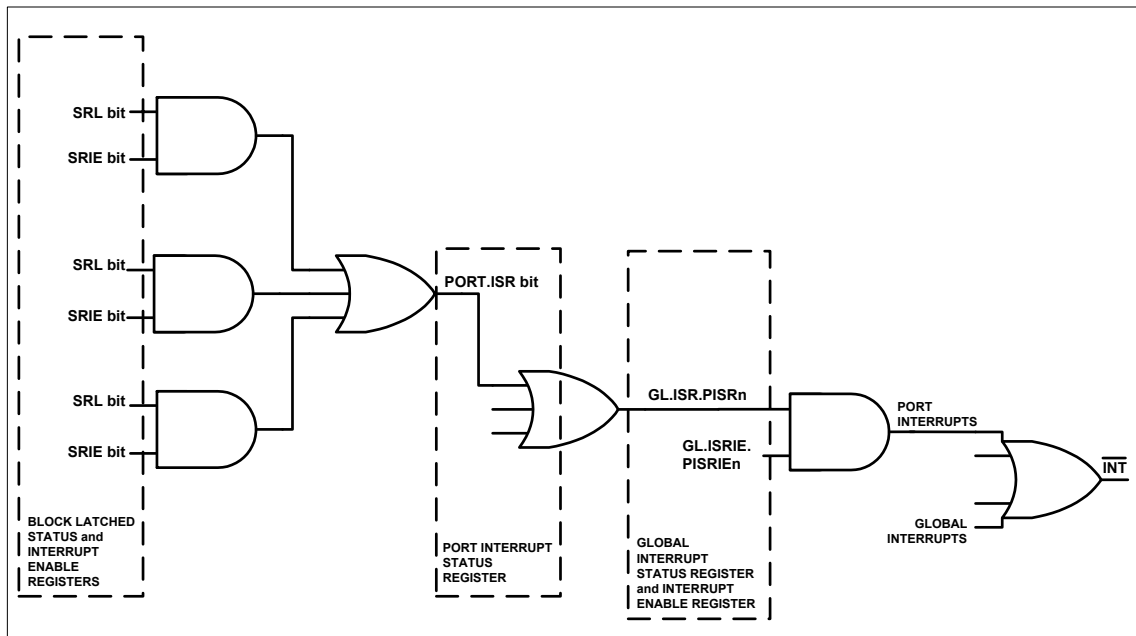 SRL bit
SRIE bit
SRL bit
SRIE bit
SRL bit
SRIE bit
BLOCK LATCHED
STATUS and
INTERRUPT
ENABLE
REGISTERS
PORT.ISR bit
PORT INTERRUPT
STATUS
REGISTER
GL.ISR.PISRn
GL.ISRIE.
PISRIEn
GLOBAL
INTERRUPT
STATUS REGISTER
and INTERRUPT
ENABLE REGISTER
PORT
INTERRUPTS
GLOBAL
INTERRUPTS
INT